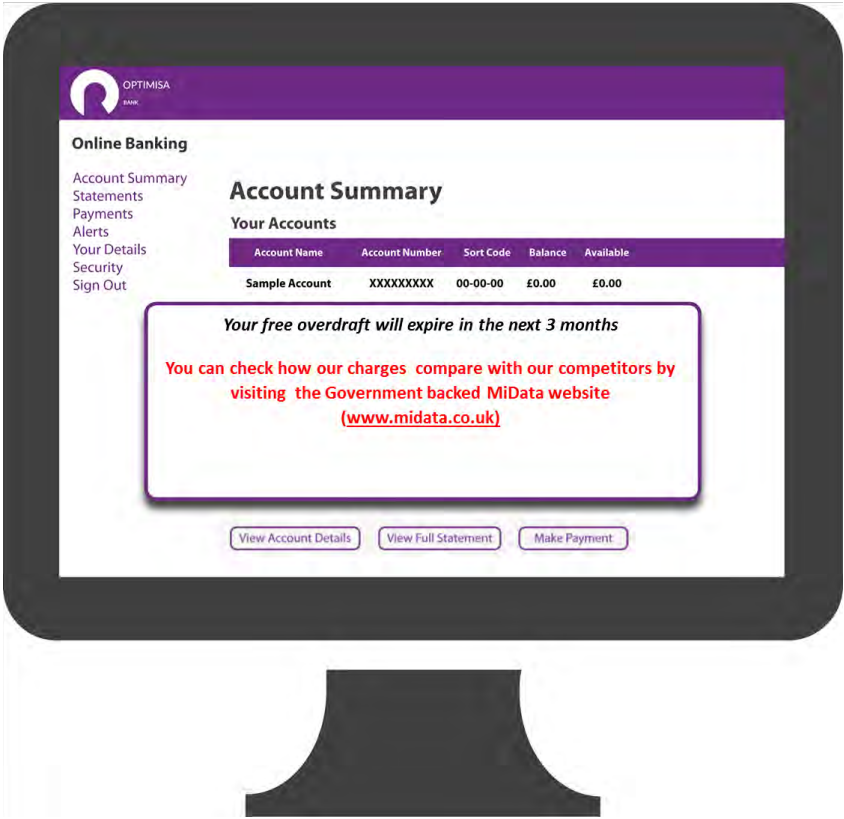 OPTIMISA
BANK
Online Banking
Account Summary
Statements
Payments
Alerts
Your Details
Security
Sign Out
Account Summary
Your Accounts
Account Name Account Number Sort Code Balance Available
Sample Account XXXXXXXXX 00-00-00 £0.00 £0.00
Your free overdraft will expire in the next 3 months
You can check how our charges compare with our competitors by
visiting the Government backed MiData website
(www.midata.co.uk)
View Account Details View Full Statement Make Payment